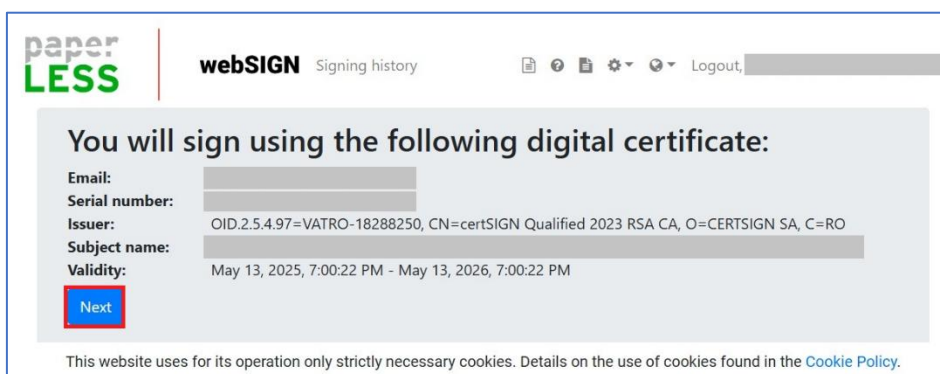 paper
LESS
webSIGN Signing history Logout,
You will sign using the following digital certificate:
Email:
Serial number:
Issuer: OID.2.5.4.97=VATRO-18288250, CN=certSIGN Qualified 2023 RSA CA, O=CERTSIGN SA, C=RO
Subject name:
Validity: May 13, 2025, 7:00:22 PM - May 13, 2026, 7:00:22 PM
Next
This website uses for its operation only strictly necessary cookies. Details on the use of cookies found in the Cookie Policy.